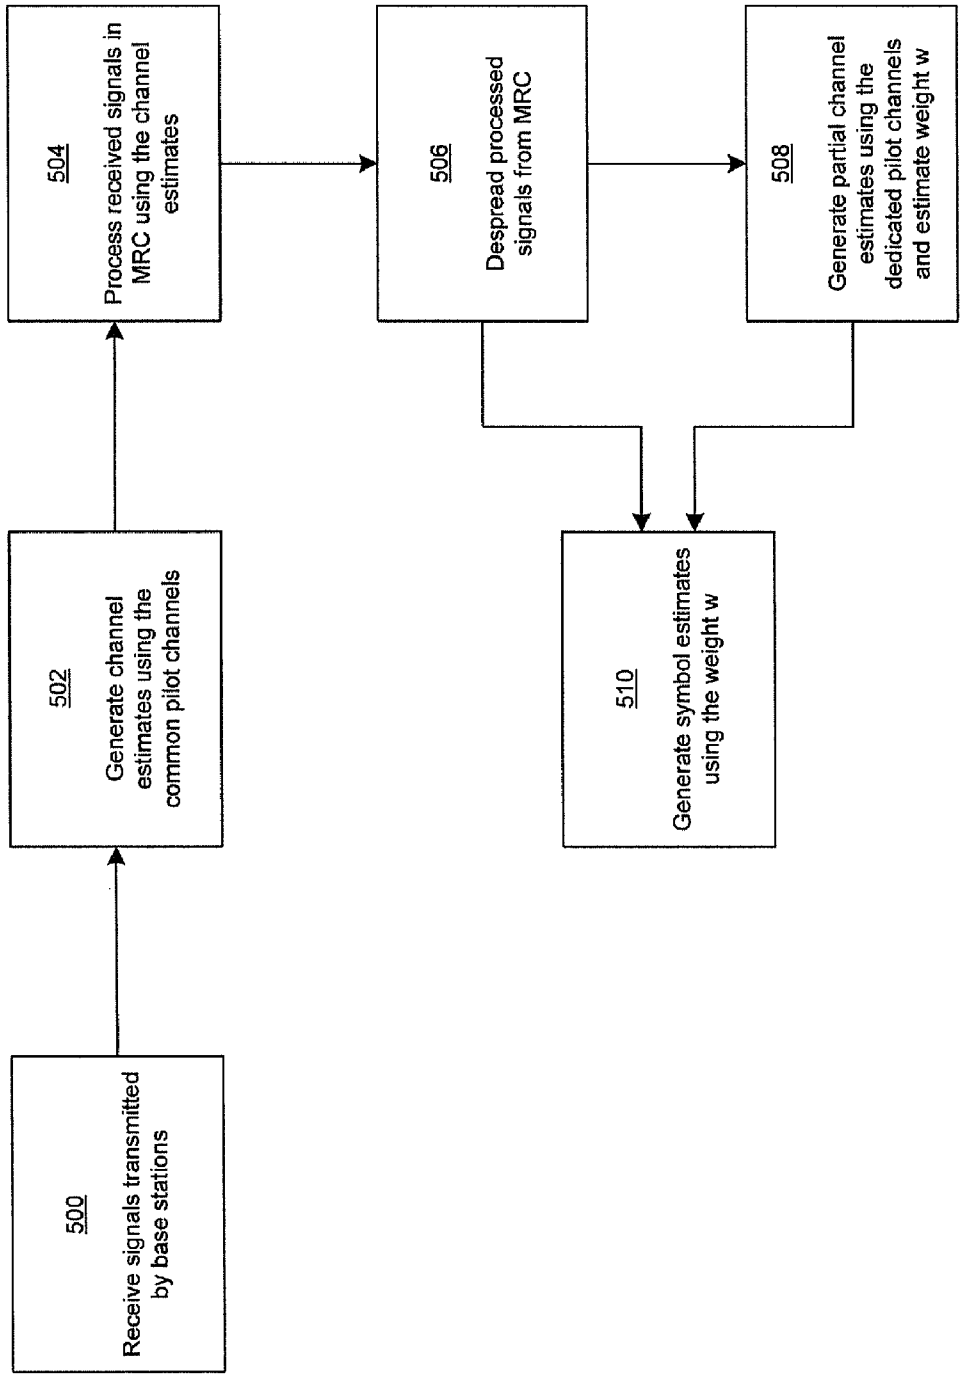 500
Receive signals transmitted
by base stations
502
Generate channel
estimates using the
common pilot channels
504
Process received signals in
MRC using the channel
estimates
506
Despread processed
signals from MRC
508
Generate partial channel
estimates using the
dedicated pilot channels
and estimate weight w
510
Generate symbol estimates
using the weight w